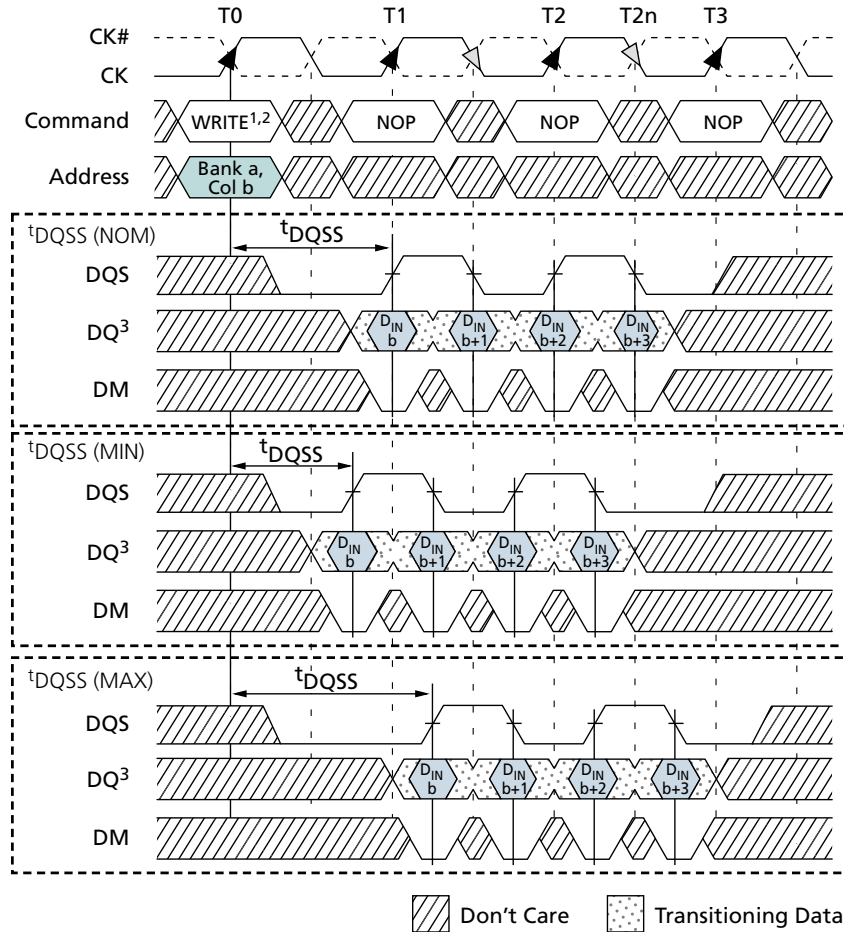 T0 T1 T2 T2n T3
CK#
CK
Command WRITE1,2 NOP NOP NOP
Address Bank a,
Col b
tDQSS (NOM) tDQSS
DQS
DQ3 DIN
b DIN
b+1 DIN
b+2 DIN
b+3
DM
tDQSS (MIN) tDQSS
DQS
DQ3 DIN
b DIN
b+1 DIN
b+2 DIN
b+3
DM
tDQSS (MAX) tDQSS
DQS
DQ3 DIN
b DIN
b+1 DIN
b+2 DIN
b+3
DM
Don't Care Transitioning Data